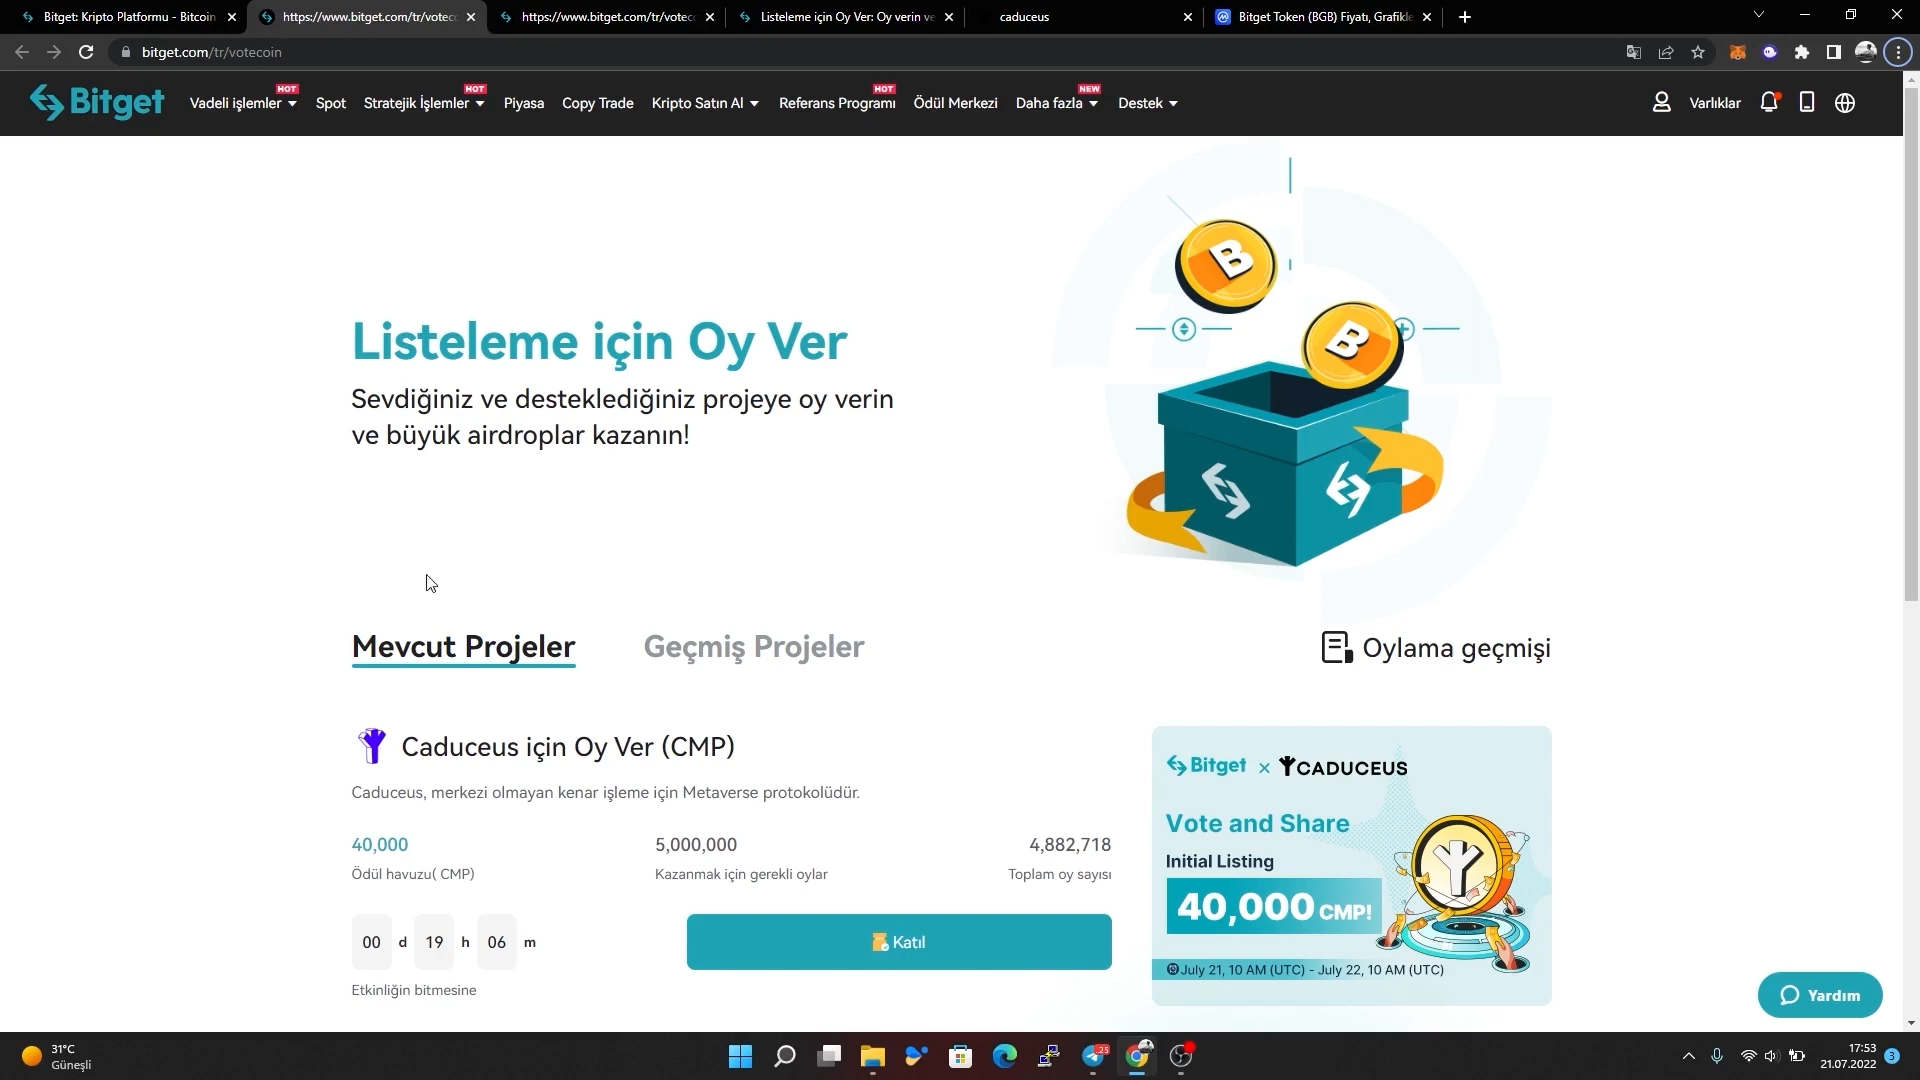 Bitget: Kripto Platformu - Bitcoin
https://www.bitget.com/tr/votec
https://www.bitget.com/tr/votec
Listeleme için Oy Ver: Oy verin ve
caduceus
Bitget Token (BGB) Fiyatı, Grafikle
bitget.com/tr/votecoin
Bitget
Vadeli işlemler
HOT
Spot
Stratejik İşlemler
HOT
Piyasa
Copy Trade
Kripto Satın Al
Referans Programı
HOT
Ödül Merkezi
Daha fazla
NEW
Destek
Varlıklar
B
B
Listeleme için Oy Ver
Sevdiğiniz ve desteklediğiniz projeye oy verin
ve büyük airdroplar kazanın!
Mevcut Projeler
Geçmiş Projeler
Oylama geçmişi
Caduceus için Oy Ver (CMP)
Caduceus, merkezi olmayan kenar işleme için Metaverse protokolüdür.
40,000
5,000,000
4,882,718
Ödül havuzu( CMP)
Kazanmak için gerekli oylar
Toplam oy sayısı
00 d 19 h 06 m
Katıl
Etkinliğin bitmesine
Bitget x CADUCEUS
Vote and Share
Initial Listing
40,000 CMP!
July 21, 10 AM (UTC) - July 22, 10 AM (UTC)
Yardım
31°C
Güneşli
25
17:53
21.07.2022
3